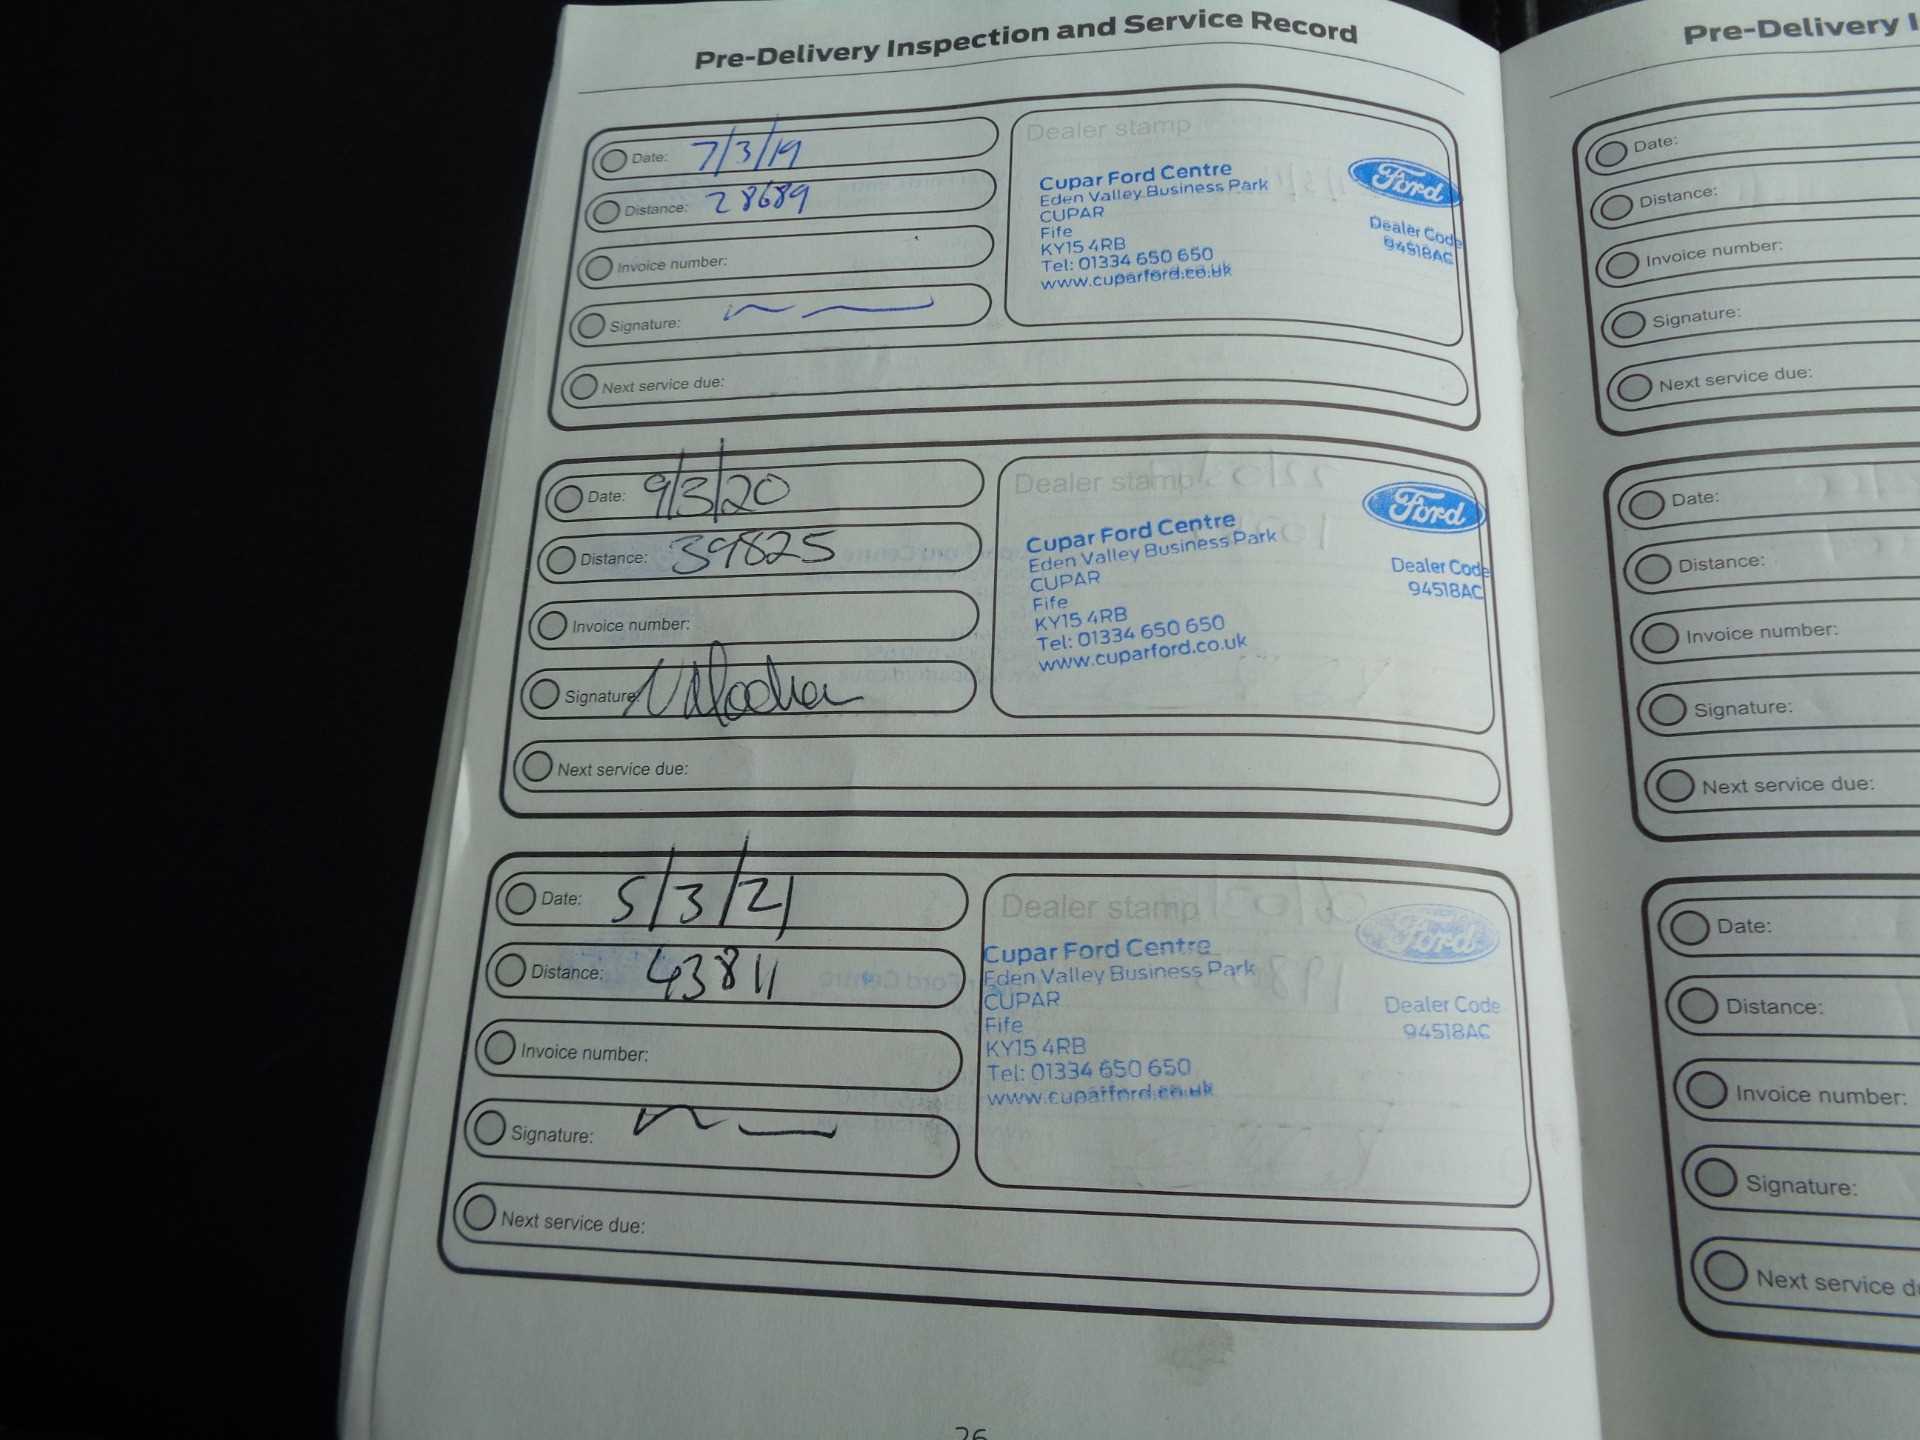 Pre-Delivery Inspection and Service Record
Date: 7/3/19
Distance: 28689
Invoice number:
Signature:
Next service due:
Dealer stamp
Cupar Ford Centre
Eden Valley Business Park
CUPAR
Fife
KY15 4RB
Tel: 01334 650 650
www.cuparford.co.uk
Ford
Dealer Code
94518AC
Date: 9/3/20
Distance: 39825
Invoice number:
Signature:
Next service due:
Dealer stamp
Cupar Ford Centre
Eden Valley Business Park
CUPAR
Fife
KY15 4RB
Tel: 01334 650 650
www.cuparford.co.uk
Ford
Dealer Code
94518AC
Date: 5/3/21
Distance: 43811
Invoice number:
Signature:
Next service due:
Dealer stamp
Cupar Ford Centre
Eden Valley Business Park
CUPAR
Fife
KY15 4RB
Tel: 01334 650 650
www.cuparford.co.uk
Ford
Dealer Code
94518AC
26
Pre-Delivery
Date:
Distance:
Invoice number:
Signature:
Next service due:
Date:
Distance:
Invoice number:
Signature:
Next service due:
Date:
Distance:
Invoice number:
Signature:
Next service